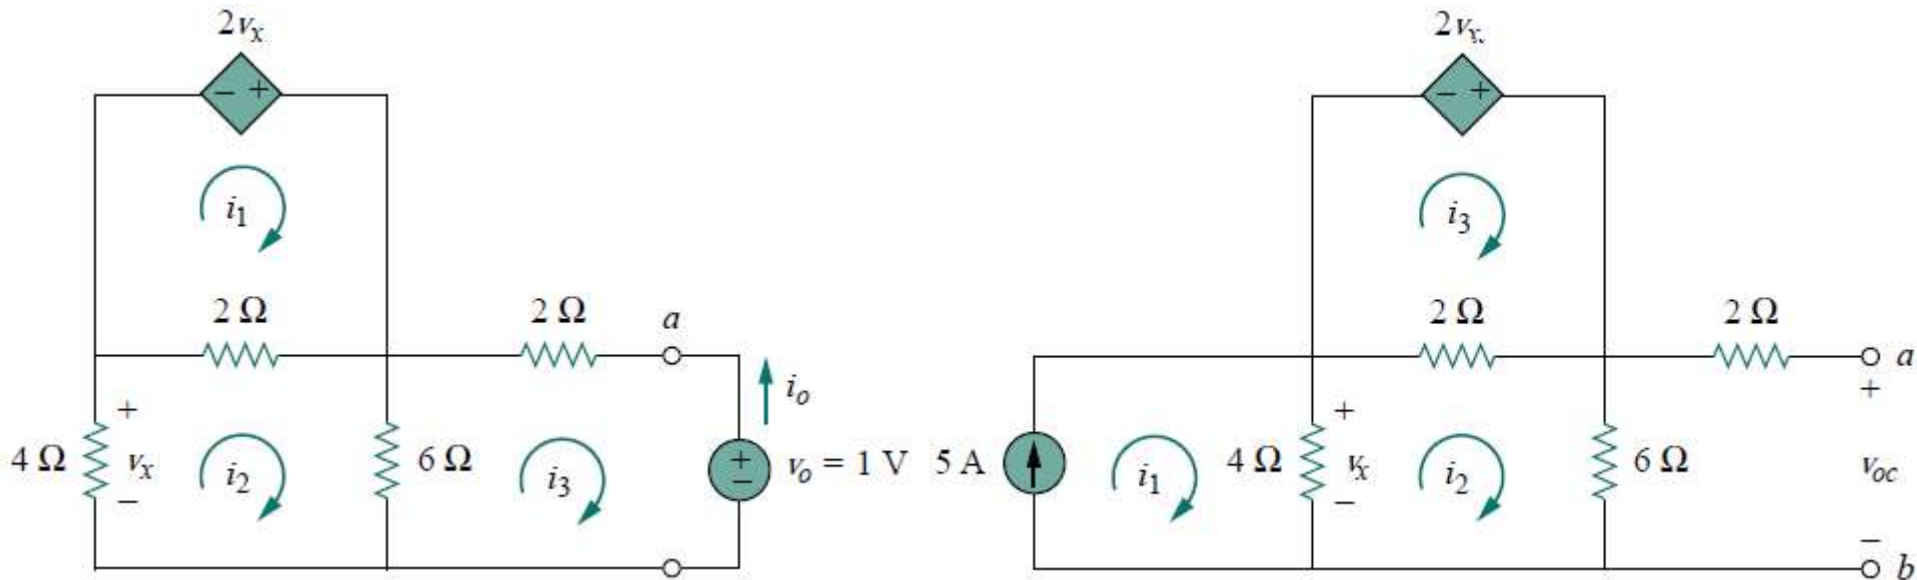 2vx
i1
2 Ω
2 Ω
a
+
4 Ω
vx
−
i2
6 Ω
i3
io
+
−
vo = 1 V
− +
2vx
− +
i3
2 Ω
2 Ω
a
+
5 A
i1
4 Ω
+
vx
−
i2
6 Ω
voc
−
b